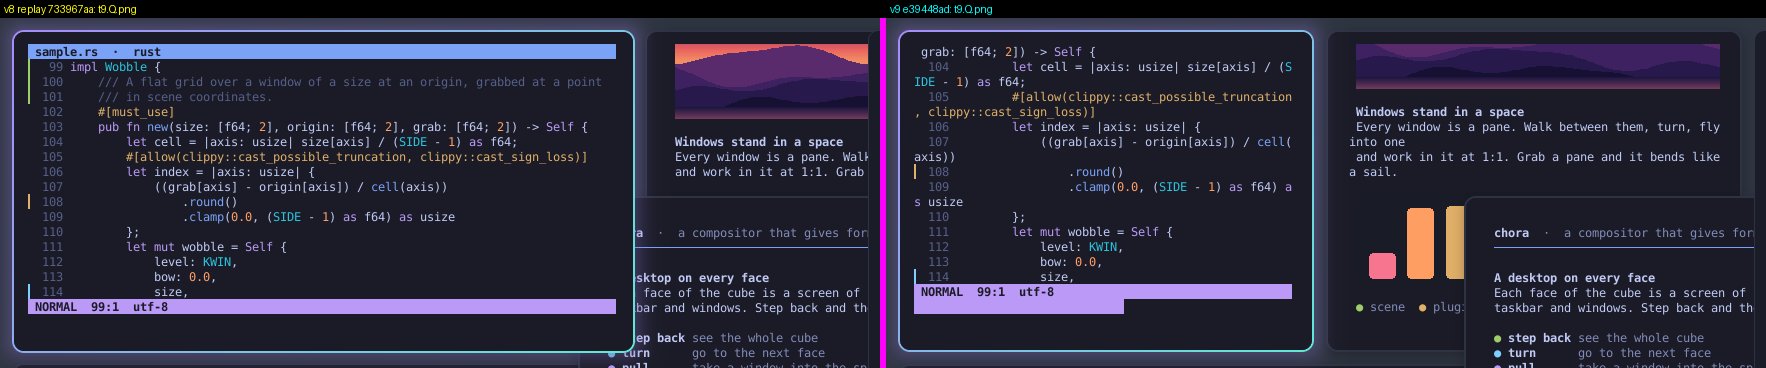 v8 replay 733967aa: t9.Q.png
sample.rs · rust
99 impl Wobble {
100 /// A flat grid over a window of a size at an origin, grabbed at a point
101 /// in scene coordinates.
102 #[must_use]
103 pub fn new(size: [f64; 2], origin: [f64; 2], grab: [f64; 2]) -> Self {
104 let cell = |axis: usize| size[axis] / (SIDE - 1) as f64;
105 #[allow(clippy::cast_possible_truncation, clippy::cast_sign_loss)]
106 let index = |axis: usize| {
107 ((grab[axis] - origin[axis]) / cell(axis))
108 .round()
109 .clamp(0.0, (SIDE - 1) as f64) as usize
110 };
111 let mut wobble = Self {
112 level: KWIN,
113 bow: 0.0,
114 size,
NORMAL 99:1 utf-8
Windows stand in a space
Every window is a pane. Walk
and work in it at 1:1. Grab
a · a compositor that gives for
esktop on every face
face of the cube is a screen of
bar and windows. Step back and th
step back see the whole cube
turn go to the next face
pull take a window into the sp
v9 e39448ad: t9.Q.png
grab: [f64; 2]) -> Self {
104 let cell = |axis: usize| size[axis] / (S
IDE - 1) as f64;
105 #[allow(clippy::cast_possible_truncation
, clippy::cast_sign_loss)]
106 let index = |axis: usize| {
107 ((grab[axis] - origin[axis]) / cell(
axis))
108 .round()
109 .clamp(0.0, (SIDE - 1) as f64) a
s usize
110 };
111 let mut wobble = Self {
112 level: KWIN,
113 bow: 0.0,
114 size,
NORMAL 99:1 utf-8
Windows stand in a space
Every window is a pane. Walk between them, turn, fly
into one
and work in it at 1:1. Grab a pane and it bends like
a sail.
scene plugi
chora · a compositor that gives for
A desktop on every face
Each face of the cube is a screen of
taskbar and windows. Step back and th
step back see the whole cube
turn go to the next face
pull take a window into the sp